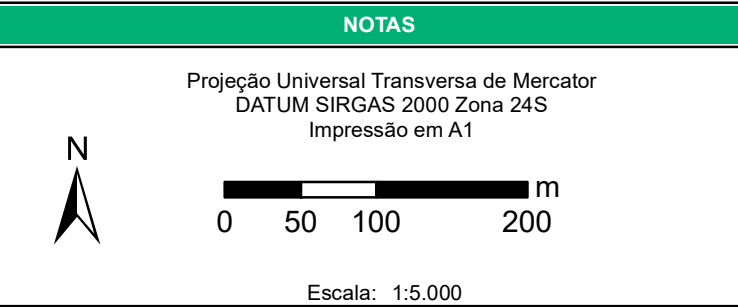 NOTAS
Projeção Universal Transversa de Mercator
DATUM SIRGAS 2000 Zona 24S
Impressão em A1
N
m
0 50 100 200
Escala: 1:5.000